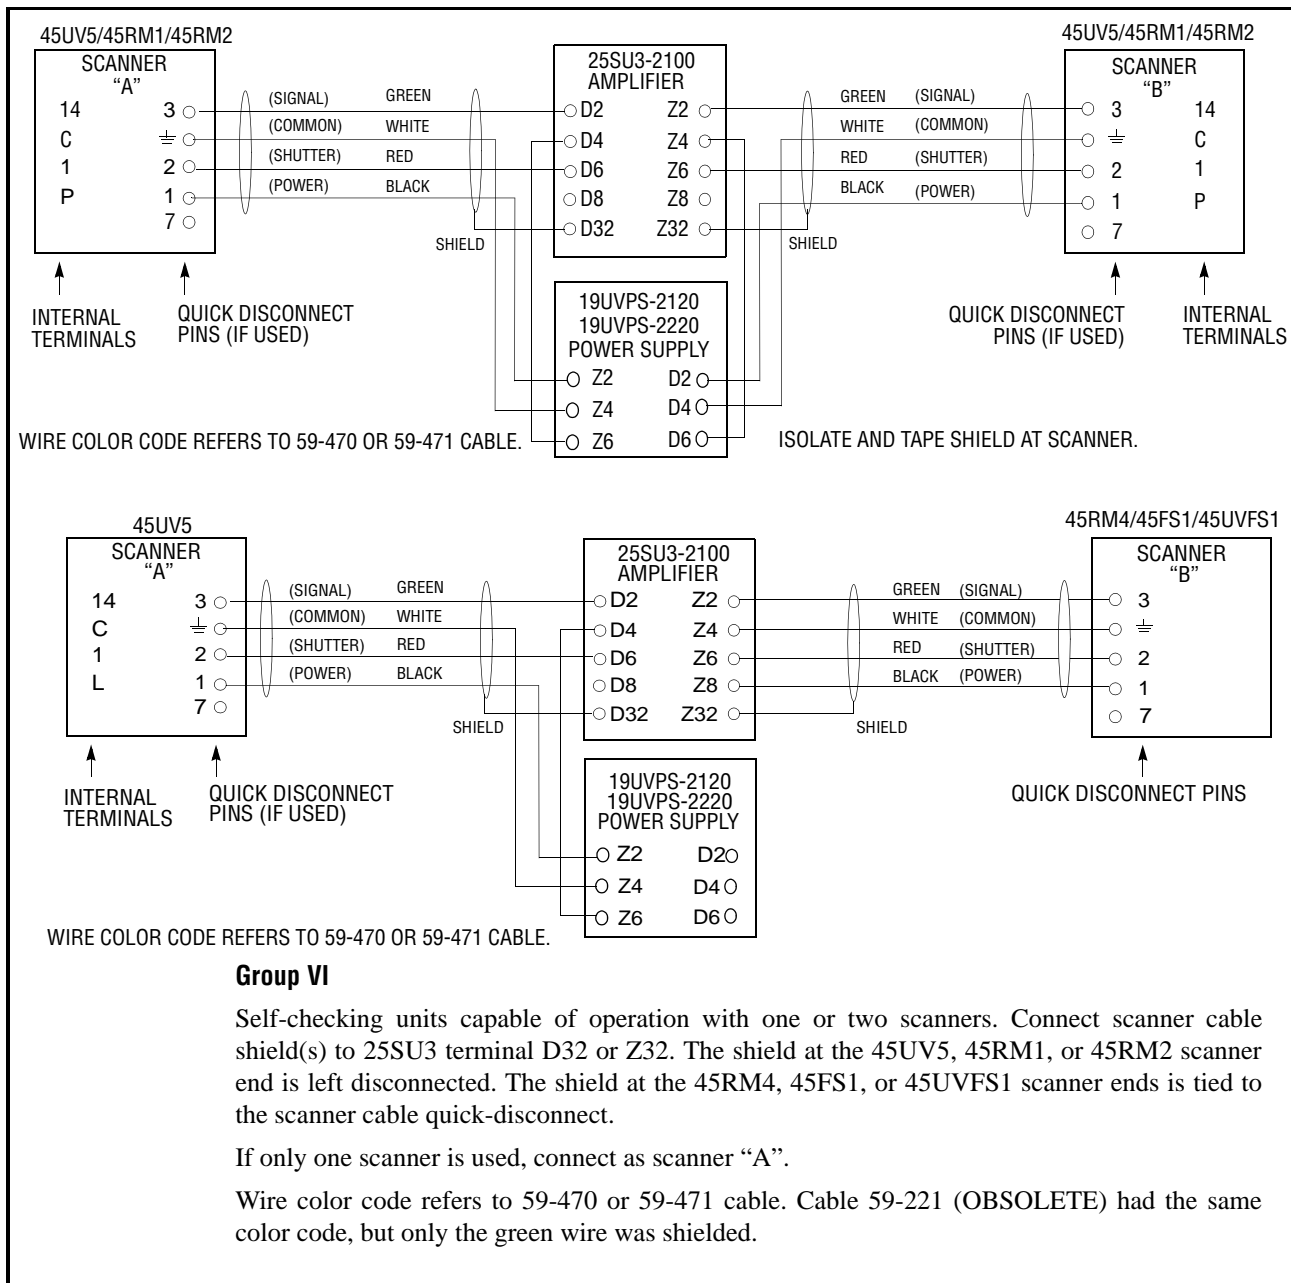 45UV5/45RM1/45RM2
SCANNER
“A”
14 3
C
1 2
P 1
7
(SIGNAL) GREEN
(COMMON) WHITE
(SHUTTER) RED
(POWER) BLACK
SHIELD
25SU3-2100
AMPLIFIER
D2 Z2
D4 Z4
D6 Z6
D8 Z8
D32 Z32
GREEN (SIGNAL)
WHITE (COMMON)
RED (SHUTTER)
BLACK (POWER)
SHIELD
45UV5/45RM1/45RM2
SCANNER
“B”
3 14
C
2 1
1 P
7
INTERNAL
TERMINALS
QUICK DISCONNECT
PINS (IF USED)
19UVPS-2120
19UVPS-2220
POWER SUPPLY
Z2 D2
Z4 D4
Z6 D6
QUICK DISCONNECT
PINS (IF USED)
INTERNAL
TERMINALS
WIRE COLOR CODE REFERS TO 59-470 OR 59-471 CABLE.
ISOLATE AND TAPE SHIELD AT SCANNER.
45UV5
SCANNER
“A”
14 3
C
1 2
L 1
7
(SIGNAL) GREEN
(COMMON) WHITE
(SHUTTER) RED
(POWER) BLACK
SHIELD
25SU3-2100
AMPLIFIER
D2 Z2
D4 Z4
D6 Z6
D8 Z8
D32 Z32
GREEN (SIGNAL)
WHITE (COMMON)
RED (SHUTTER)
BLACK (POWER)
SHIELD
45RM4/45FS1/45UVFS1
SCANNER
“B”
3
2
1
7
INTERNAL
TERMINALS
QUICK DISCONNECT
PINS (IF USED)
19UVPS-2120
19UVPS-2220
POWER SUPPLY
Z2 D2
Z4 D4
Z6 D6
QUICK DISCONNECT PINS
WIRE COLOR CODE REFERS TO 59-470 OR 59-471 CABLE.
Group VI
Self-checking units capable of operation with one or two scanners. Connect scanner cable
shield(s) to 25SU3 terminal D32 or Z32. The shield at the 45UV5, 45RM1, or 45RM2 scanner
end is left disconnected. The shield at the 45RM4, 45FS1, or 45UVFS1 scanner ends is tied to
the scanner cable quick-disconnect.
If only one scanner is used, connect as scanner “A”.
Wire color code refers to 59-470 or 59-471 cable. Cable 59-221 (OBSOLETE) had the same
color code, but only the green wire was shielded.